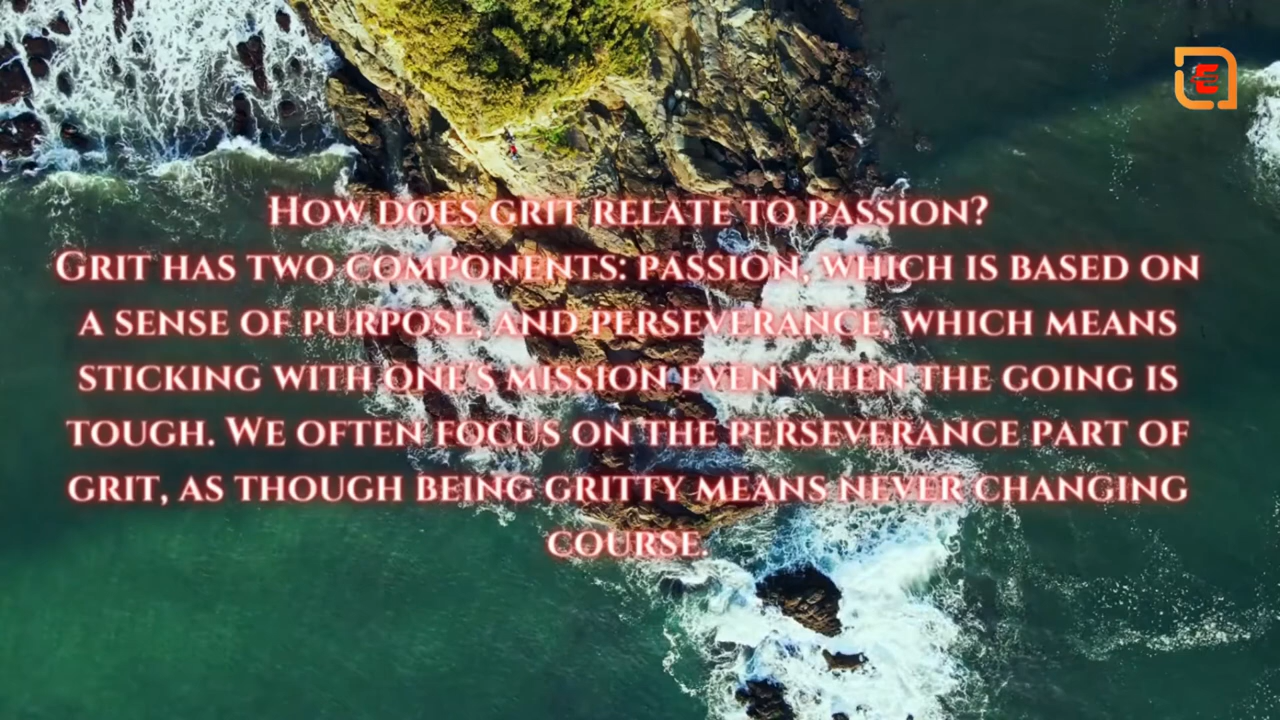 How does grit relate to passion?
Grit has two components: passion, which is based on
a sense of purpose, and perseverance, which means
sticking with one's mission even when the going is
tough. We often focus on the perseverance part of
grit, as though being gritty means never changing
course.
E